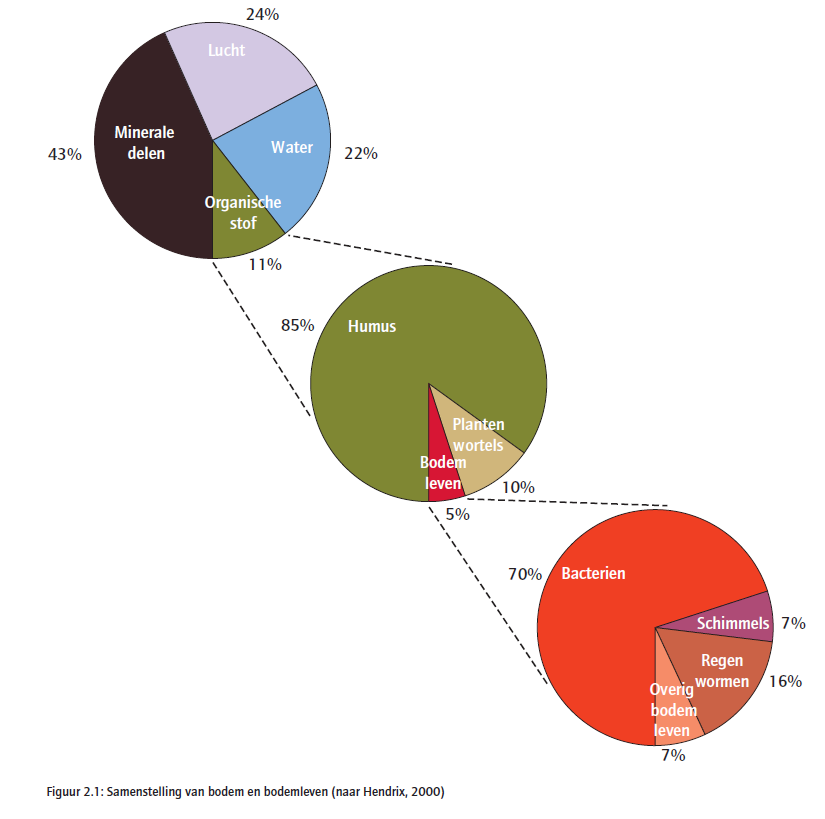 24%
Lucht
Minerale
delen
43%
Water
22%
Organische
stof
11%
85%
Humus
Planten
wortels
Bodem
leven
10%
5%
70%
Bacterien
Schimmels
7%
Regen
wormen
16%
Overig
bodem
leven
7%
Figuur 2.1: Samenstelling van bodem en bodemleven (naar Hendrix, 2000)